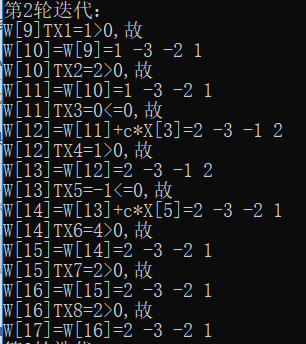 第2轮迭代：
W[9]TX1=1>0,故
W[10]=W[9]=1 -3 -2 1
W[10]TX2=2>0,故
W[11]=W[10]=1 -3 -2 1
W[11]TX3=0<=0,故
W[12]=W[11]+c*X[3]=2 -3 -1 2
W[12]TX4=1>0,故
W[13]=W[12]=2 -3 -1 2
W[13]TX5=-1<=0,故
W[14]=W[13]+c*X[5]=2 -3 -2 1
W[14]TX6=4>0,故
W[15]=W[14]=2 -3 -2 1
W[15]TX7=2>0,故
W[16]=W[15]=2 -3 -2 1
W[16]TX8=2>0,故
W[17]=W[16]=2 -3 -2 1